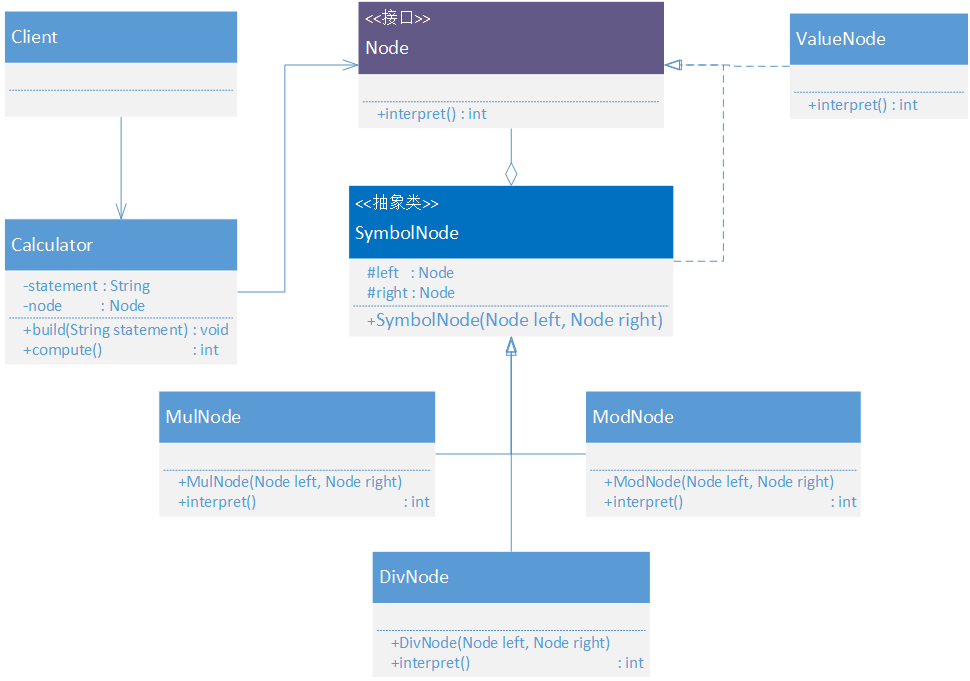 Client
<<接口>>
Node
+interpret() : int
ValueNode
+interpret() : int
Calculator
-statement : String
-node : Node
+build(String statement) : void
+compute() : int
<<抽象类>>
SymbolNode
#left : Node
#right : Node
+SymbolNode(Node left, Node right)
MulNode
+MulNode(Node left, Node right)
+interpret() : int
ModNode
+ModNode(Node left, Node right)
+interpret() : int
DivNode
+DivNode(Node left, Node right)
+interpret() : int